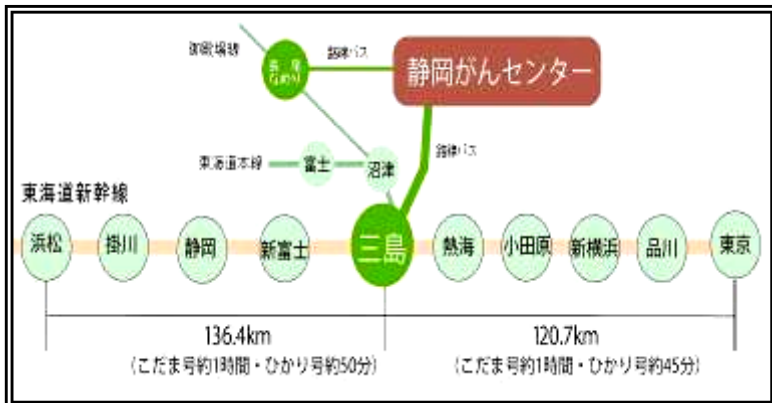 御殿場線
路線バス
静岡がんセンター
長泉
なめり
東海道本線
富士
沼津
路線バス
東海道新幹線
浜松
掛川
静岡
新富士
三島
熱海
小田原
新横浜
品川
東京
136.4km
120.7km
(こだま号約1時間・ひかり号約50分)
(こだま号約1時間・ひかり号約45分)